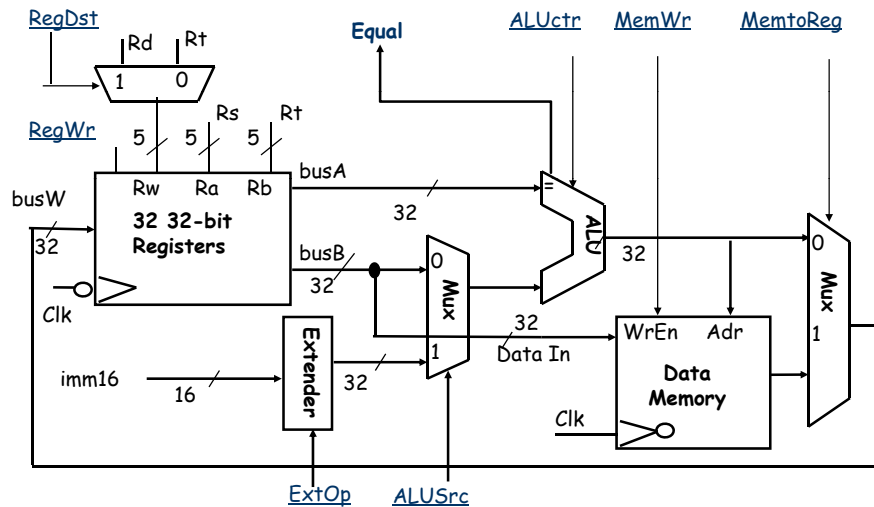 RegDst
ALUctr
MemWr
MemtoReg
Equal
Rd
Rt
1
0
RegWr
5
5
Rs
5
Rt
busW
32
Rw
Ra
Rb
32 32-bit
Registers
Clk
busA
32
busB
32
0
Mux
1
=
ALU
32
0
Mux
1
32
Data In
WrEn
Adr
Data
Memory
Clk
imm16
16
Extender
32
ExtOp
ALUSrc